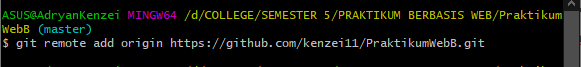 ASUS@AdryanKenzei MINGW64 /d/COLLEGE/SEMESTER 5/PRAKTIKUM BERBASIS WEB/Praktikum
WebB (master)
$ git remote add origin https://github.com/kenzei11/PraktikumWebB.git